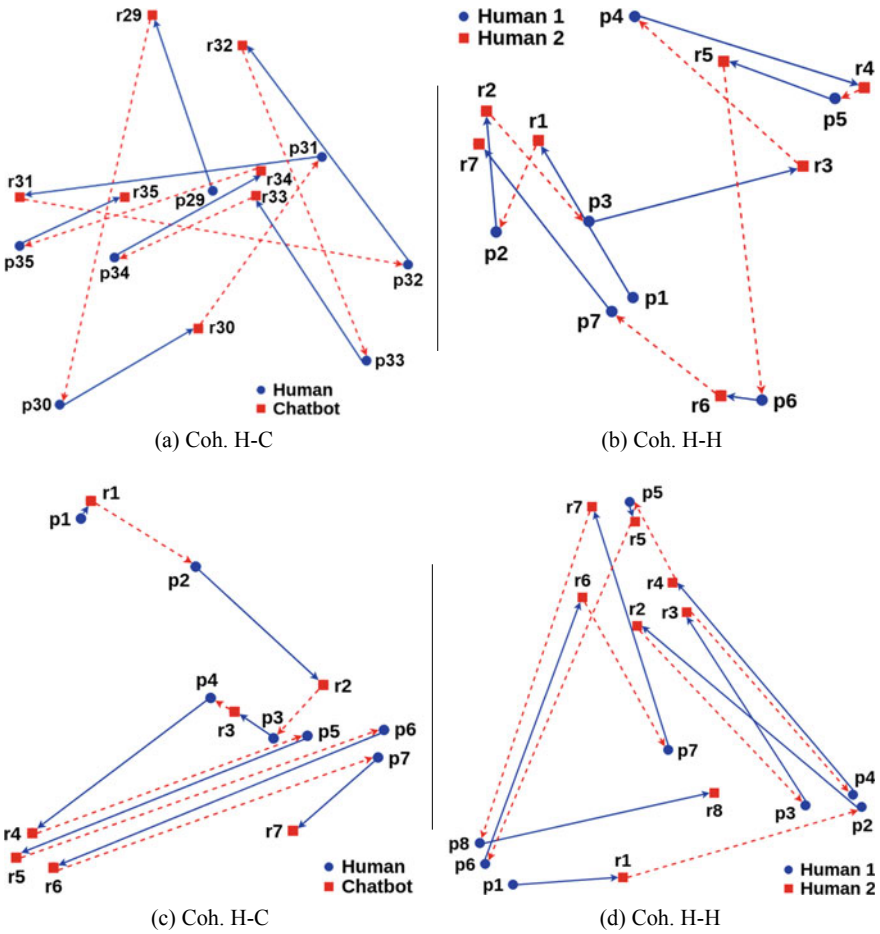 r29
r32
p31
r31
r35
p29
r34
r33
p35
p34
p32
r30
p33
p30
Human
Chatbot
(a) Coh. H-C
Human 1
Human 2
p4
r5
r4
p5
r2
r1
r7
r3
p3
p2
p1
p7
r6
p6
(b) Coh. H-H
r1
p1
p2
r2
p4
r3
p3
p5
p6
p7
r4
r5
r6
r7
Human
Chatbot
(c) Coh. H-C
p5
r7
r5
r6
r4
r2
r3
p7
p4
r8
p3
p2
p8
p6
r1
p1
Human 1
Human 2
(d) Coh. H-H